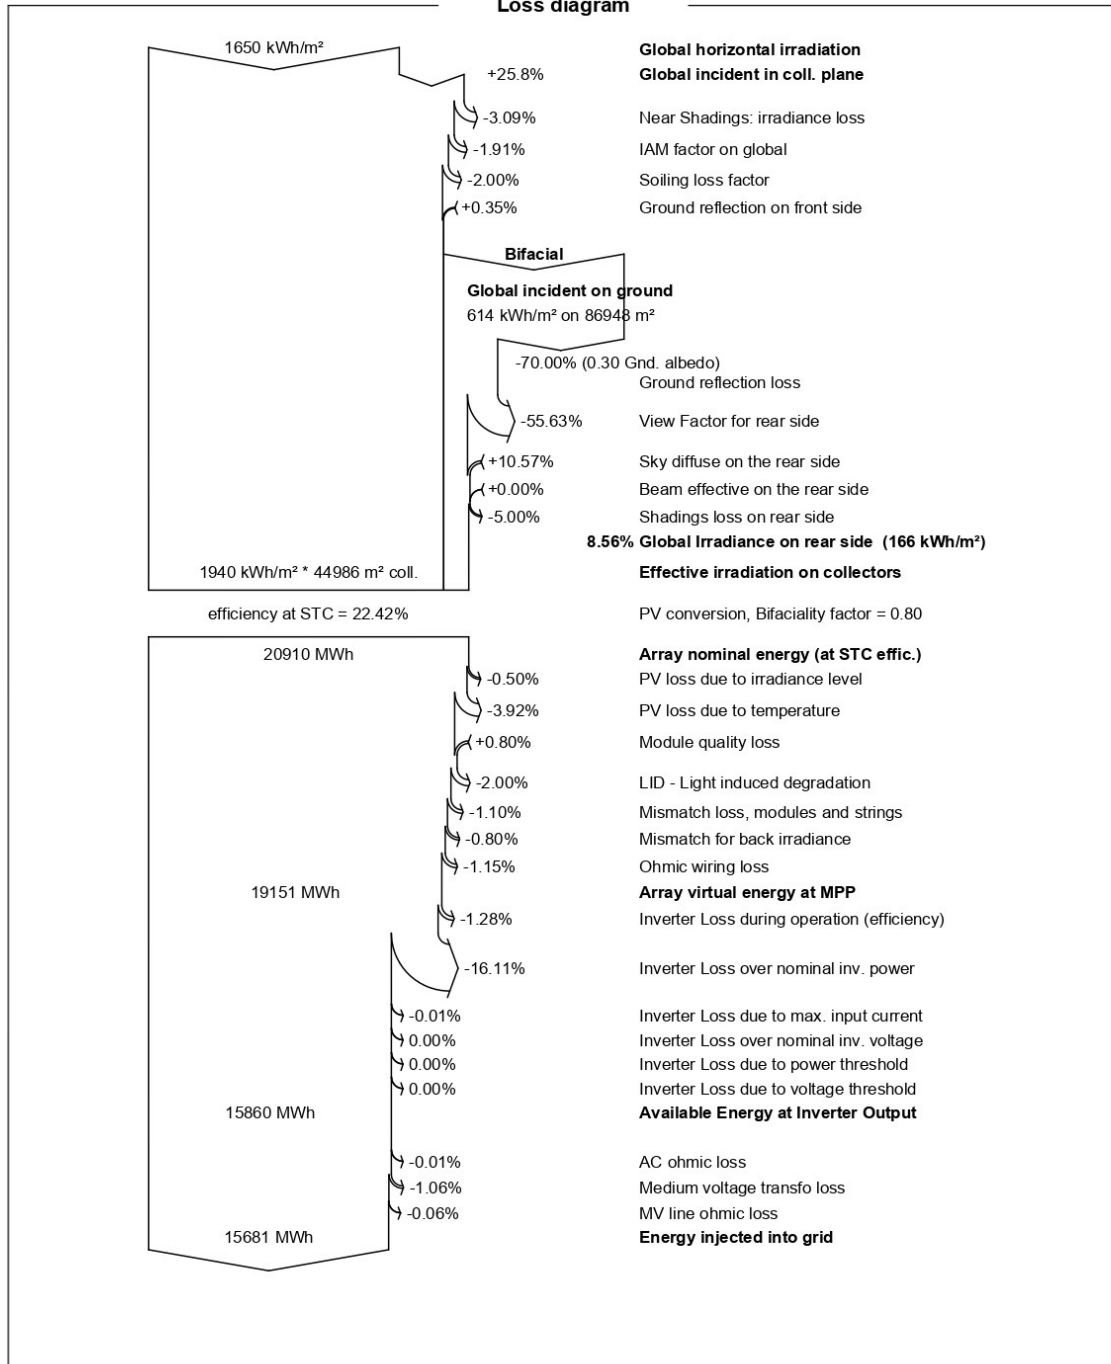 Loss diagram
1650 kWh/m² Global horizontal irradiation
+25.8% Global incident in coll. plane
-3.09% Near Shadings: irradiance loss
-1.91% IAM factor on global
-2.00% Soiling loss factor
+0.35% Ground reflection on front side
Bifacial
Global incident on ground
614 kWh/m² on 86948 m²
-70.00% (0.30 Gnd. albedo)
Ground reflection loss
-55.63% View Factor for rear side
+10.57% Sky diffuse on the rear side
+0.00% Beam effective on the rear side
-5.00% Shadings loss on rear side
8.56% Global Irradiance on rear side (166 kWh/m²)
1940 kWh/m² * 44986 m² coll. Effective irradiation on collectors
efficiency at STC = 22.42% PV conversion, Bifaciality factor = 0.80
20910 MWh Array nominal energy (at STC effic.)
-0.50% PV loss due to irradiance level
-3.92% PV loss due to temperature
+0.80% Module quality loss
-2.00% LID - Light induced degradation
-1.10% Mismatch loss, modules and strings
-0.80% Mismatch for back irradiance
-1.15% Ohmic wiring loss
19151 MWh Array virtual energy at MPP
-1.28% Inverter Loss during operation (efficiency)
-16.11% Inverter Loss over nominal inv. power
-0.01% Inverter Loss due to max. input current
0.00% Inverter Loss over nominal inv. voltage
0.00% Inverter Loss due to power threshold
0.00% Inverter Loss due to voltage threshold
15860 MWh Available Energy at Inverter Output
-0.01% AC ohmic loss
-1.06% Medium voltage transfo loss
-0.06% MV line ohmic loss
15681 MWh Energy injected into grid